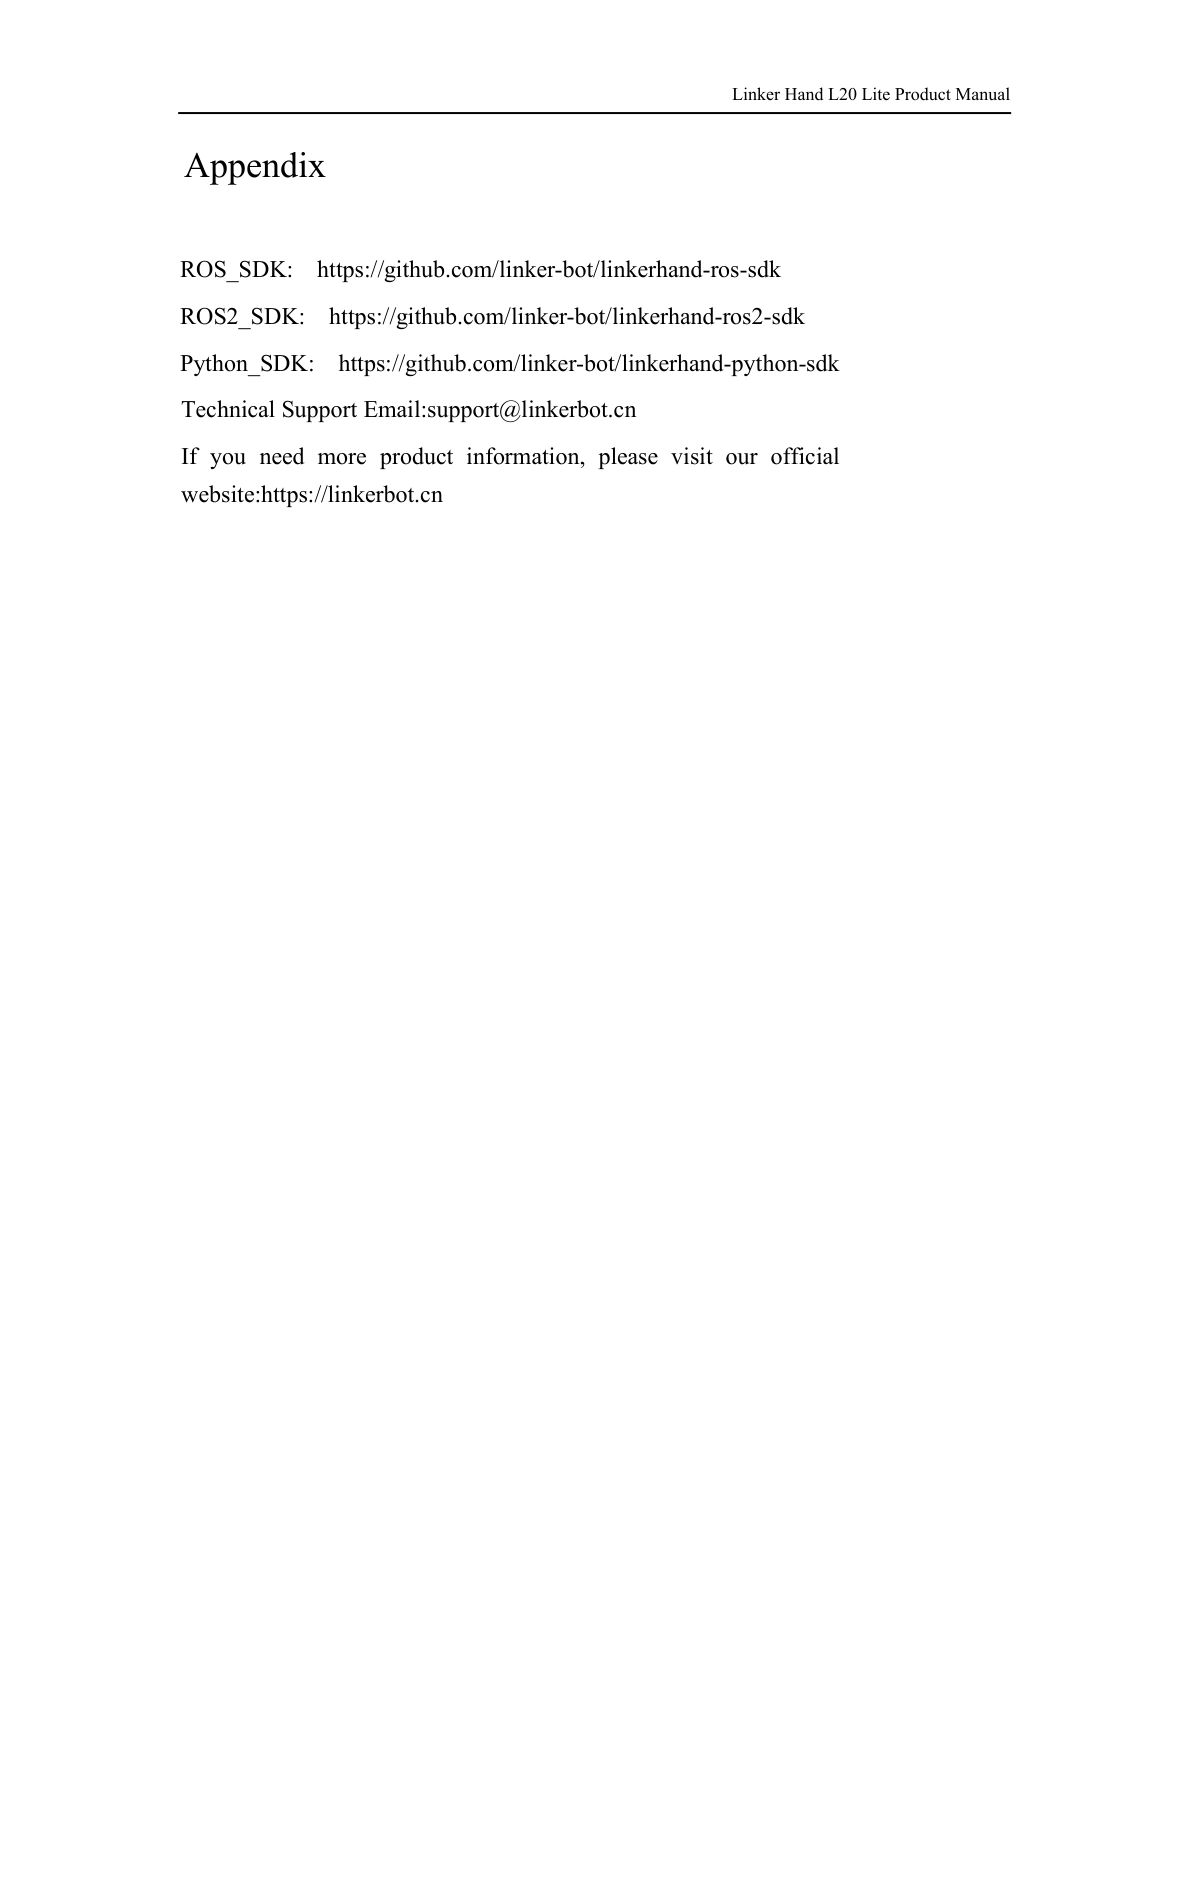 Linker Hand L20 Lite Product Manual
Appendix
ROS_SDK: https://github.com/linker-bot/linkerhand-ros-sdk
ROS2_SDK: https://github.com/linker-bot/linkerhand-ros2-sdk
Python_SDK: https://github.com/linker-bot/linkerhand-python-sdk
Technical Support Email:support@linkerbot.cn
If you need more product information, please visit our official
website:https://linkerbot.cn